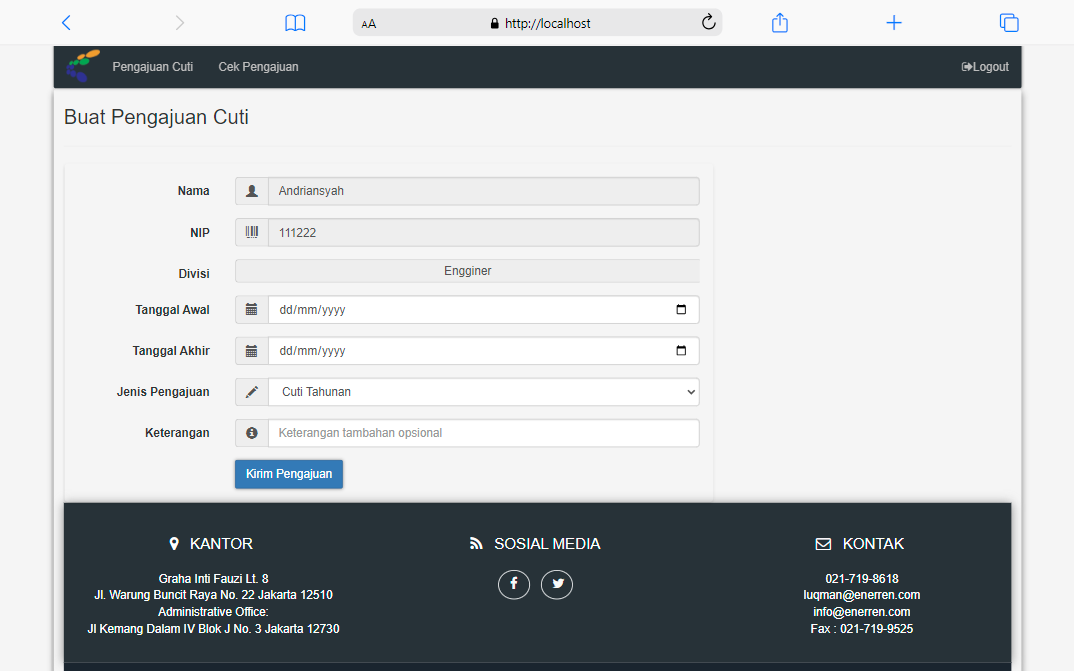 AA http://localhost
Pengajuan Cuti Cek Pengajuan Logout
Buat Pengajuan Cuti
Nama Andriansyah
NIP 111222
Divisi Engginer
Tanggal Awal dd/mm/yyyy
Tanggal Akhir dd/mm/yyyy
Jenis Pengajuan Cuti Tahunan
Keterangan Keterangan tambahan opsional
Kirim Pengajuan
KANTOR
Graha Inti Fauzi Lt. 8
Jl. Warung Buncit Raya No. 22 Jakarta 12510
Administrative Office:
Jl Kemang Dalam IV Blok J No. 3 Jakarta 12730
SOSIAL MEDIA
KONTAK
021-719-8618
luqman@enerren.com
info@enerren.com
Fax : 021-719-9525